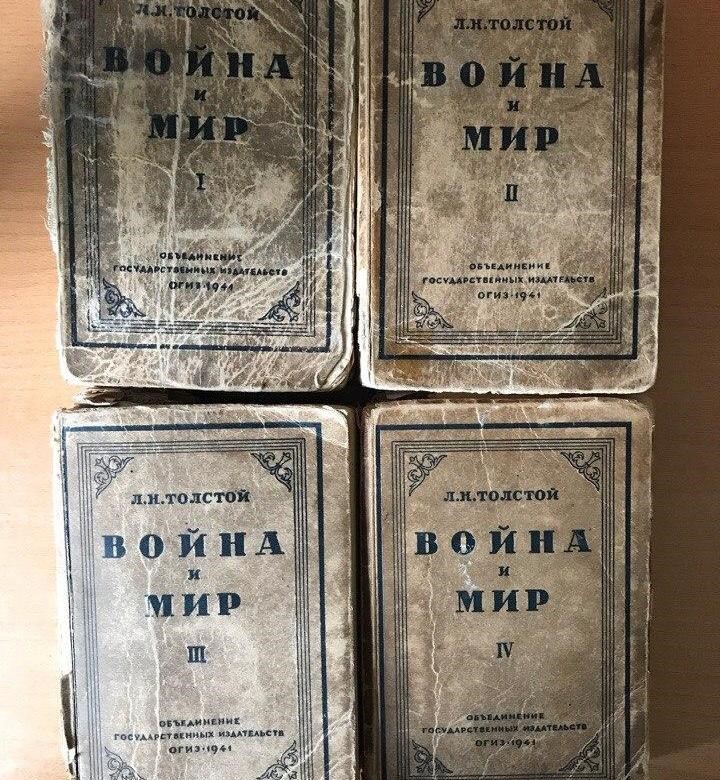 Л.Н.ТОЛСТОЙ
ВОЙНА
И
МИР
I
ОБЪЕДИНЕНИЕ
ГОСУДАРСТВЕННЫХ ИЗДАТЕЛЬСТВ
ОГИЗ·1941
Л.Н.ТОЛСТОЙ
ВОЙНА
И
МИР
II
ОБЪЕДИНЕНИЕ
ГОСУДАРСТВЕННЫХ ИЗДАТЕЛЬСТВ
ОГИЗ·1941
Л.Н.ТОЛСТОЙ
ВОЙНА
И
МИР
III
ОБЪЕДИНЕНИЕ
ГОСУДАРСТВЕННЫХ ИЗДАТЕЛЬСТВ
ОГИЗ·1941
Л.Н.ТОЛСТОЙ
ВОЙНА
И
МИР
IV
ОБЪЕДИНЕНИЕ
ГОСУДАРСТВЕННЫХ ИЗДАТЕЛЬСТВ
ОГИЗ·1941